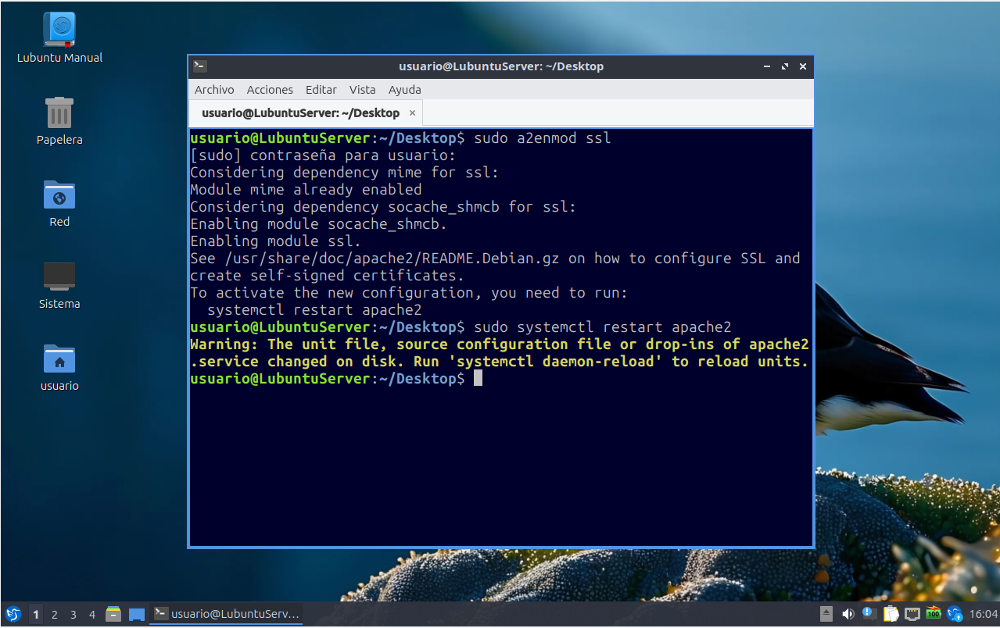 Lubuntu Manual
Papelera
Red
Sistema
usuario
usuario@LubuntuServer: ~/Desktop
Archivo Acciones Editar Vista Ayuda
usuario@LubuntuServer: ~/Desktop ×
usuario@LubuntuServer:~/Desktop$ sudo a2enmod ssl
[sudo] contraseña para usuario:
Considering dependency mime for ssl:
Module mime already enabled
Considering dependency socache_shmcb for ssl:
Enabling module socache_shmcb.
Enabling module ssl.
See /usr/share/doc/apache2/README.Debian.gz on how to configure SSL and
create self-signed certificates.
To activate the new configuration, you need to run:
  systemctl restart apache2
usuario@LubuntuServer:~/Desktop$ sudo systemctl restart apache2
Warning: The unit file, source configuration file or drop-ins of apache2
.service changed on disk. Run 'systemctl daemon-reload' to reload units.
usuario@LubuntuServer:~/Desktop$
1 2 3 4 usuario@LubuntuServ... 100 16:04